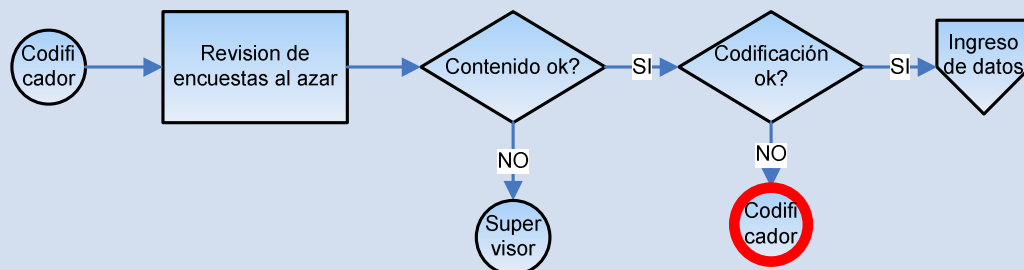 Codifi
cador
Revision de
encuestas al azar
Contenido ok?
SI
Codificación
ok?
SI
Ingreso
de datos
NO
NO
Super
visor
Codifi
cador